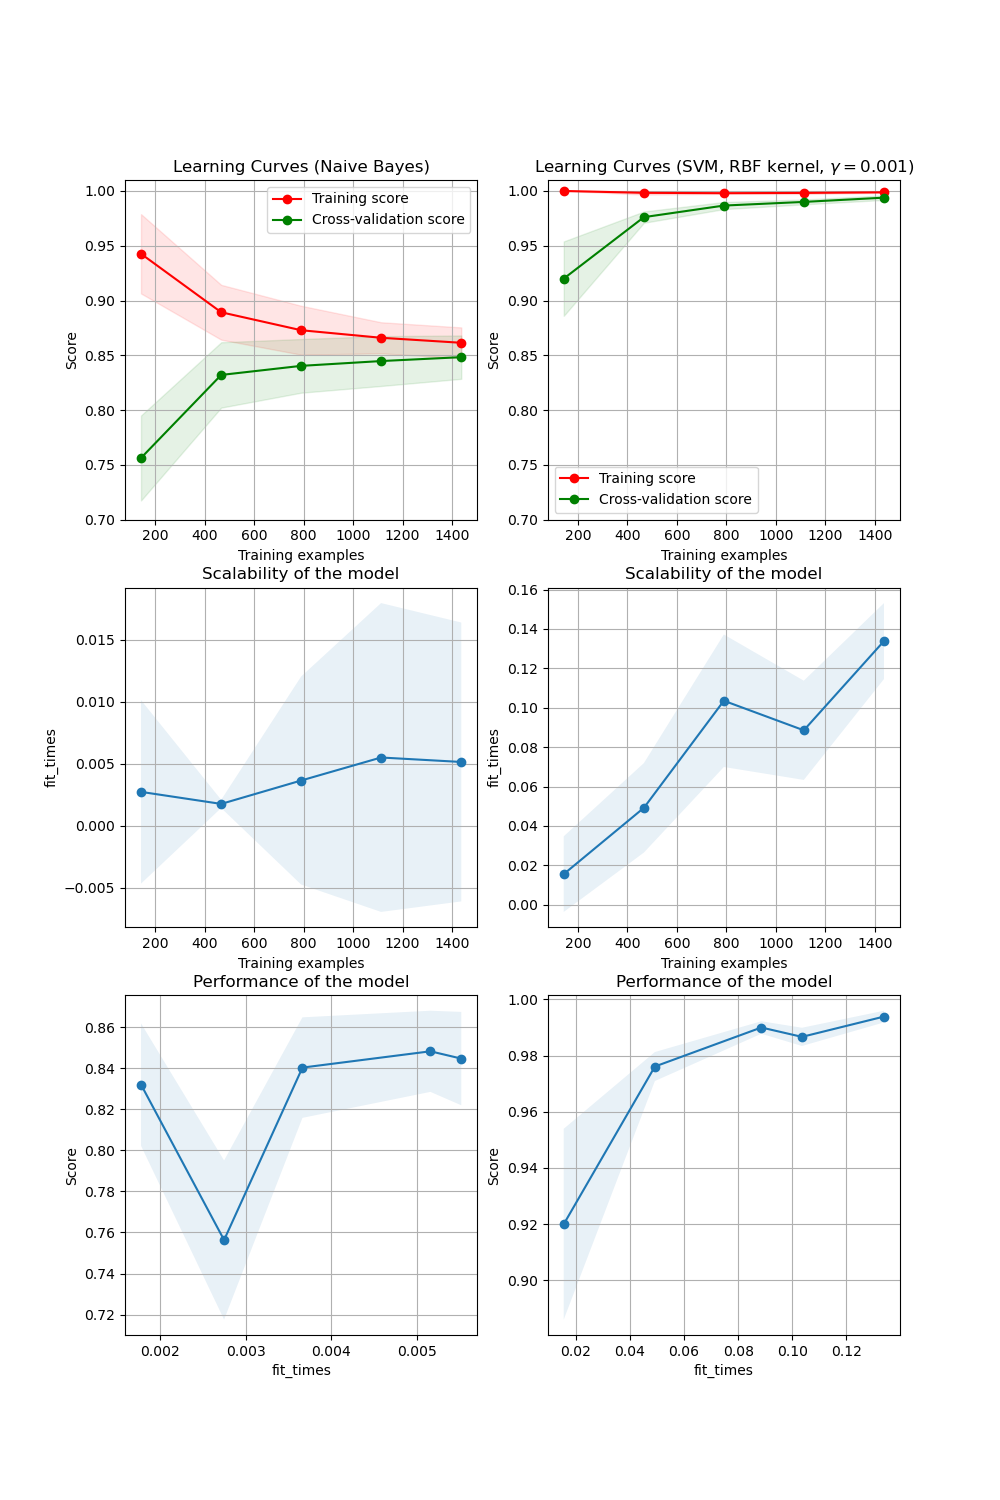 Learning Curves (Naive Bayes)
1.00
0.95
0.90
0.85
0.80
0.75
0.70
Score
Training score
Cross-validation score
200 400 600 800 1000 1200 1400
Training examples
Learning Curves (SVM, RBF kernel, γ = 0.001)
1.00
0.95
0.90
0.85
0.80
0.75
0.70
Score
Training score
Cross-validation score
200 400 600 800 1000 1200 1400
Training examples
Scalability of the model
0.015
0.010
0.005
0.000
−0.005
fit_times
200 400 600 800 1000 1200 1400
Training examples
Scalability of the model
0.16
0.14
0.12
0.10
0.08
0.06
0.04
0.02
0.00
fit_times
200 400 600 800 1000 1200 1400
Training examples
Performance of the model
0.86
0.84
0.82
0.80
0.78
0.76
0.74
0.72
Score
0.002 0.003 0.004 0.005
fit_times
Performance of the model
1.00
0.98
0.96
0.94
0.92
0.90
Score
0.02 0.04 0.06 0.08 0.10 0.12
fit_times